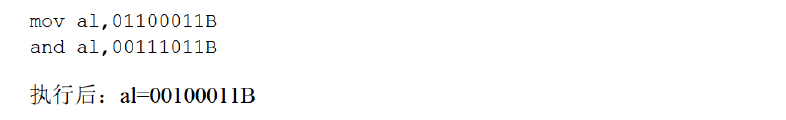 mov al,01100011B
and al,00111011B
执行后：al=00100011B